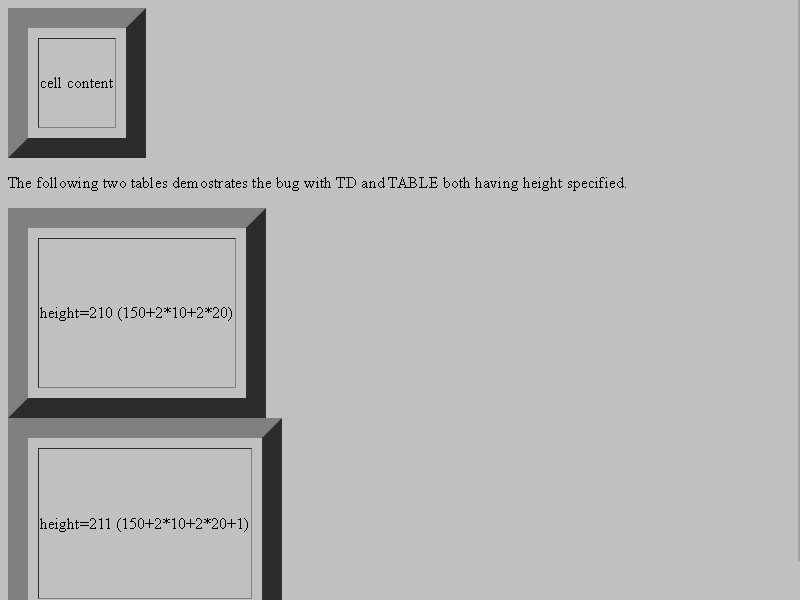 cell content
The following two tables demostrates the bug with TD and TABLE both having height specified.
height=210 (150+2*10+2*20)
height=211 (150+2*10+2*20+1)